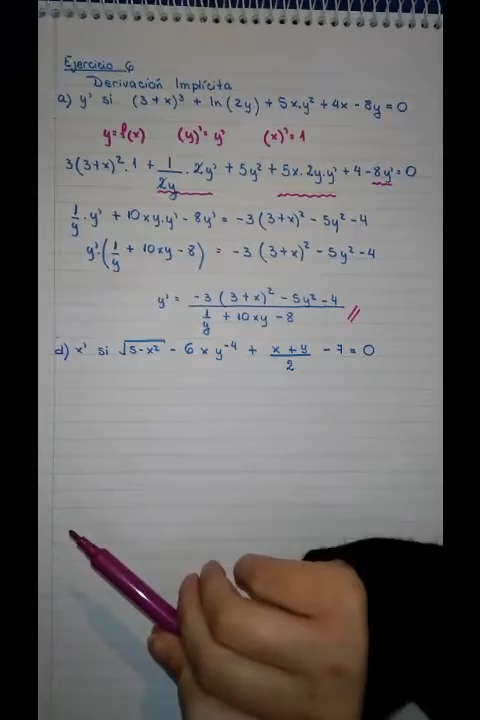 Ejercicio 6
Derivación Implícita
a) y' si (3+x)³ + ln(2y) + 5x.y² + 4x - 8y = 0
y = f(x) (y)' = y' (x)' = 1
3(3+x)².1 + 1/2y . 2y' + 5y² + 5x.2y.y' + 4 - 8y' = 0
1/y . y' + 10xy.y' - 8y' = -3(3+x)² - 5y² - 4
y'.(1/y + 10xy - 8) = -3(3+x)² - 5y² - 4
y' = (-3(3+x)² - 5y² - 4)/(1/y + 10xy - 8) //
d) x' si √(5-x²) - 6xy⁻⁴ + (x+y)/2 - 7 = 0